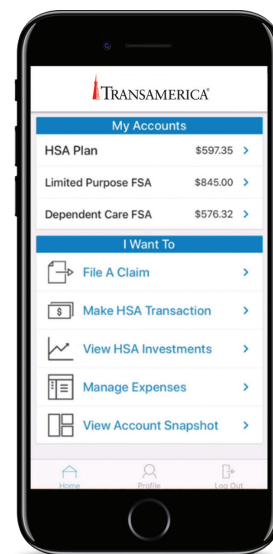 TRANSAMERICA®
My Accounts
HSA Plan $597.35
Limited Purpose FSA $845.00
Dependent Care FSA $576.32
I Want To
File A Claim
$ Make HSA Transaction
View HSA Investments
Manage Expenses
View Account Snapshot
Home Profile Log Out